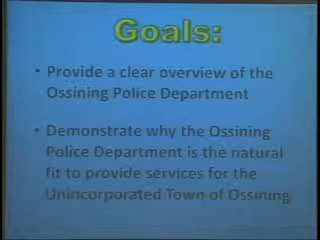 Goals:
• Provide a clear overview of the
Ossining Police Department
• Demonstrate why the Ossining
Police Department is the natural
fit to provide services for the
Unincorporated Town of Ossining